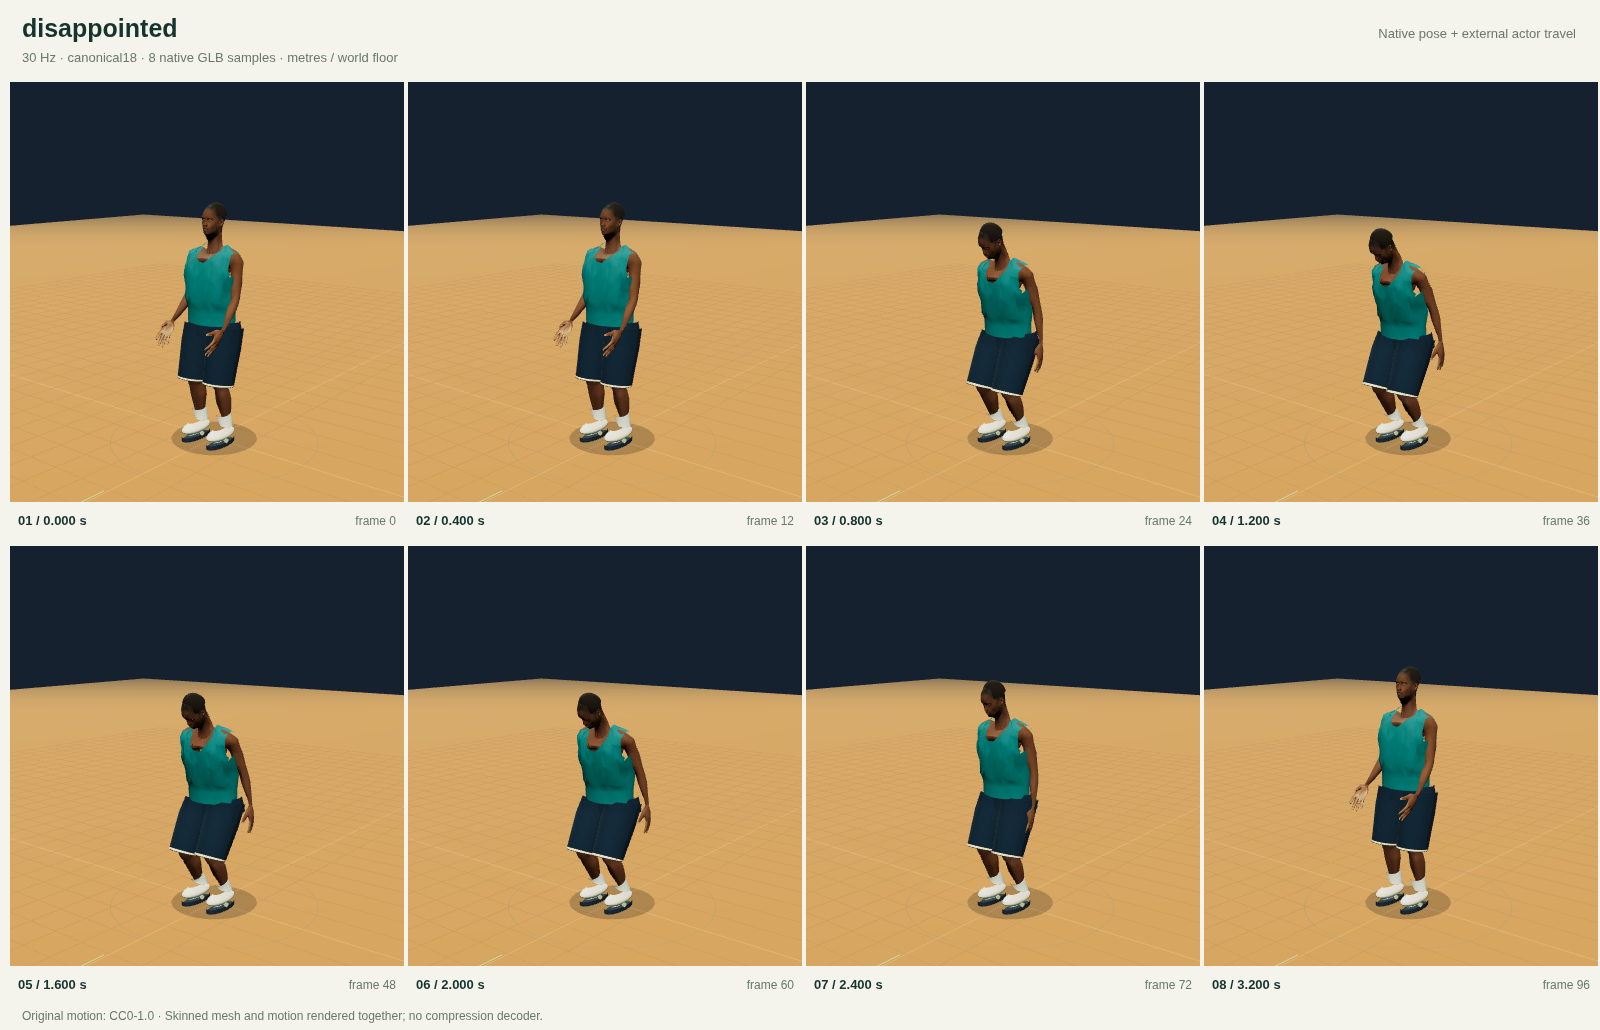 disappointed
30 Hz · canonical18 · 8 native GLB samples · metres / world floor
Native pose + external actor travel
01 / 0.000 s frame 0
02 / 0.400 s frame 12
03 / 0.800 s frame 24
04 / 1.200 s frame 36
05 / 1.600 s frame 48
06 / 2.000 s frame 60
07 / 2.400 s frame 72
08 / 3.200 s frame 96
Original motion: CC0-1.0 · Skinned mesh and motion rendered together; no compression decoder.